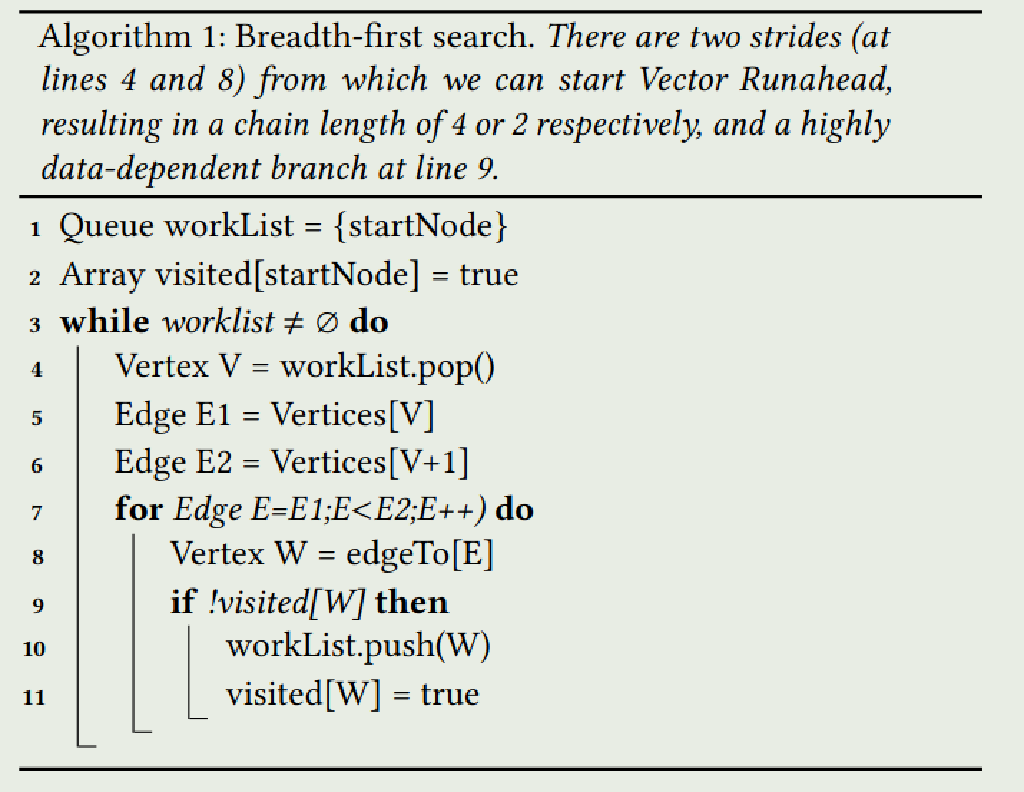 Algorithm 1: Breadth-first search. There are two strides (at
lines 4 and 8) from which we can start Vector Runahead,
resulting in a chain length of 4 or 2 respectively, and a highly
data-dependent branch at line 9.
1 Queue workList = {startNode}
2 Array visited[startNode] = true
3 while worklist ≠ ∅ do
4 Vertex V = workList.pop()
5 Edge E1 = Vertices[V]
6 Edge E2 = Vertices[V+1]
7 for Edge E=E1;E<E2;E++) do
8 Vertex W = edgeTo[E]
9 if !visited[W] then
10 workList.push(W)
11 visited[W] = true